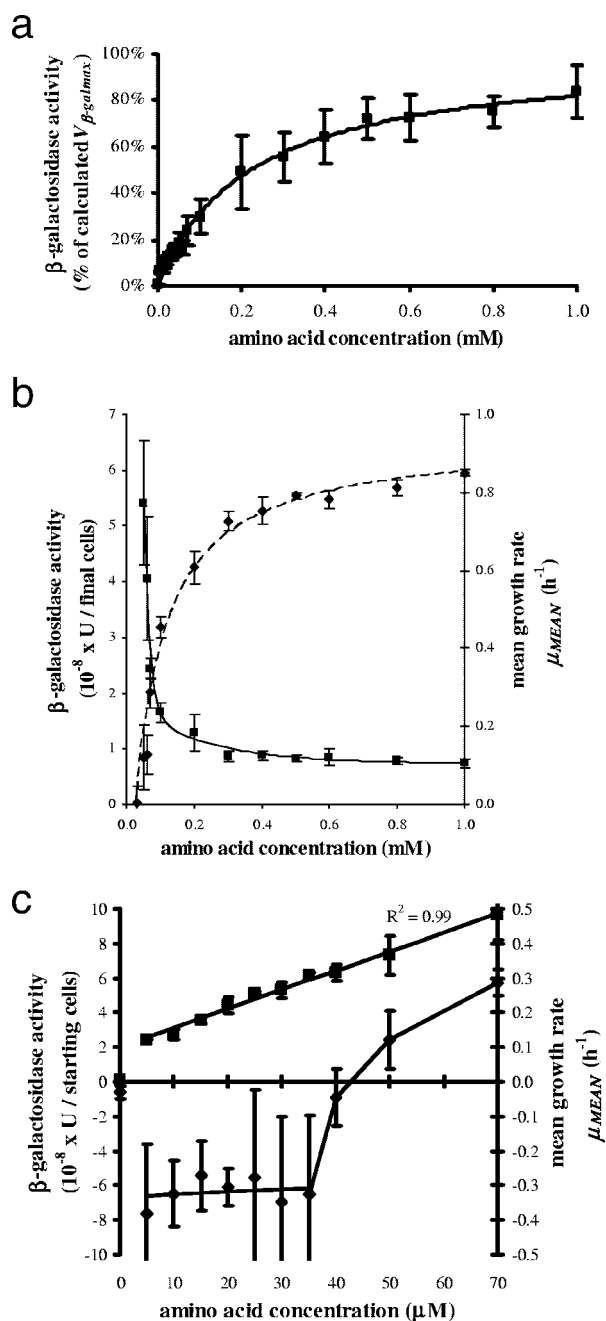 a
β-galactosidase activity
(% of calculated Vβ-galmax)
100%
80%
60%
40%
20%
0%
0.0 0.2 0.4 0.6 0.8 1.0
amino acid concentration (mM)
b
β-galactosidase activity
(10-8 x U / final cells)
7
6
5
4
3
2
1
0
1.0
0.8
0.6
0.4
0.2
0.0
mean growth rate
μMEAN (h-1)
0.0 0.2 0.4 0.6 0.8 1.0
amino acid concentration (mM)
c
β-galactosidase activity
(10-8 x U / starting cells)
10
8
6
4
2
0
-2
-4
-6
-8
-10
R2 = 0.99
0.5
0.4
0.3
0.2
0.1
0.0
-0.1
-0.2
-0.3
-0.4
-0.5
mean growth rate
μMEAN (h-1)
0 10 20 30 40 50 60 70
amino acid concentration (μM)